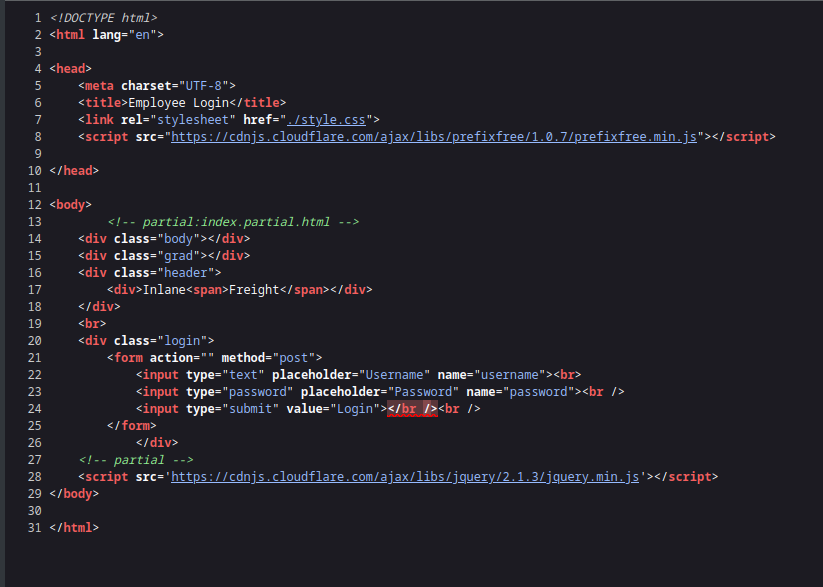 1 <!DOCTYPE html>
2 <html lang="en">
3
4 <head>
5     <meta charset="UTF-8">
6     <title>Employee Login</title>
7     <link rel="stylesheet" href="./style.css">
8     <script src="https://cdnjs.cloudflare.com/ajax/libs/prefixfree/1.0.7/prefixfree.min.js"></script>
9
10 </head>
11
12 <body>
13         <!-- partial:index.partial.html -->
14     <div class="body"></div>
15     <div class="grad"></div>
16     <div class="header">
17         <div>Inlane<span>Freight</span></div>
18     </div>
19     <br>
20     <div class="login">
21         <form action="" method="post">
22             <input type="text" placeholder="Username" name="username"><br>
23             <input type="password" placeholder="Password" name="password"><br />
24             <input type="submit" value="Login"></br /><br />
25         </form>
26             </div>
27     <!-- partial -->
28     <script src='https://cdnjs.cloudflare.com/ajax/libs/jquery/2.1.3/jquery.min.js'></script>
29 </body>
30
31 </html>